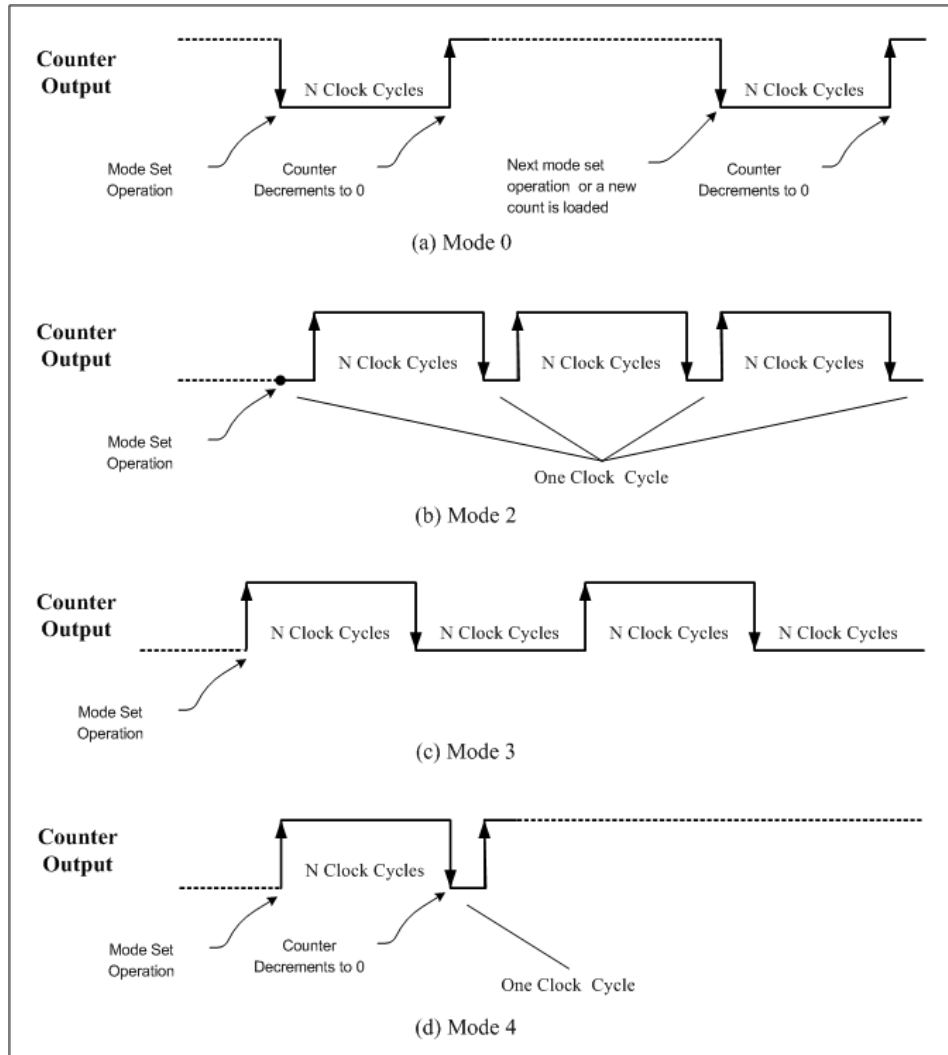 Counter
Output
N Clock Cycles
N Clock Cycles
Mode Set
Operation
Counter
Decrements to 0
Next mode set
operation or a new
count is loaded
Counter
Decrements to 0
(a) Mode 0
Counter
Output
N Clock Cycles
N Clock Cycles
N Clock Cycles
Mode Set
Operation
One Clock Cycle
(b) Mode 2
Counter
Output
N Clock Cycles
N Clock Cycles
N Clock Cycles
N Clock Cycles
Mode Set
Operation
(c) Mode 3
Counter
Output
N Clock Cycles
Mode Set
Operation
Counter
Decrements to 0
One Clock Cycle
(d) Mode 4